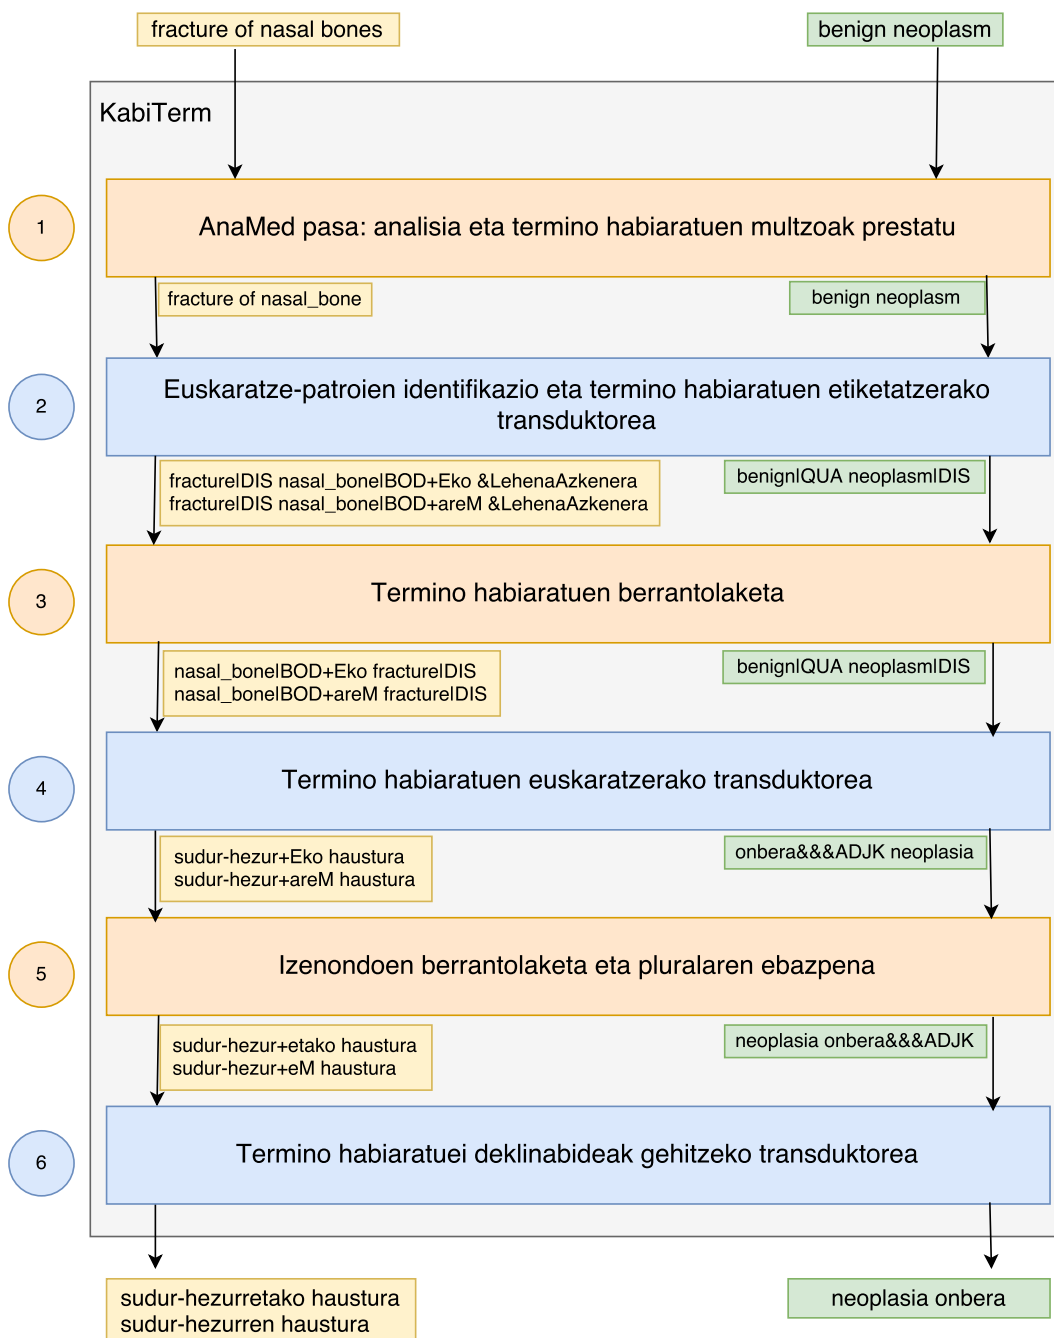 fracture of nasal bones
benign neoplasm
KabiTerm
1
AnaMed pasa: analisia eta termino habiaratuen multzoak prestatu
fracture of nasal_bone
benign neoplasm
2
Euskaratze-patroien identifikazio eta termino habiaratuen etiketatzerako
transduktorea
fracture|DIS nasal_bone|BOD+Eko &LehenaAzkenera
fracture|DIS nasal_bone|BOD+areM &LehenaAzkenera
benign|QUA neoplasm|DIS
3
Termino habiaratuen berrantolaketa
nasal_bone|BOD+Eko fracture|DIS
nasal_bone|BOD+areM fracture|DIS
benign|QUA neoplasm|DIS
4
Termino habiaratuen euskaratzerako transduktorea
sudur-hezur+Eko haustura
sudur-hezur+areM haustura
onbera&&&ADJK neoplasia
5
Izenondoen berrantolaketa eta pluralaren ebazpena
sudur-hezur+etako haustura
sudur-hezur+eM haustura
neoplasia onbera&&&ADJK
6
Termino habiaratuei deklinabideak gehitzeko transduktorea
sudur-hezurretako haustura
sudur-hezurren haustura
neoplasia onbera